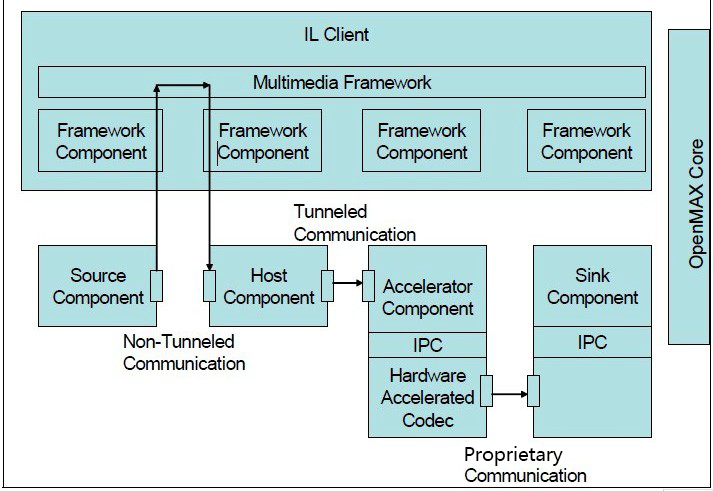 IL Client
Multimedia Framework
Framework
Component
Framework
Component
Framework
Component
Framework
Component
OpenMAX Core
Tunneled
Communication
Source
Component
Host
Component
Accelerator
Component
Sink
Component
IPC
IPC
Non-Tunneled
Communication
Hardware
Accelerated
Codec
Proprietary
Communication